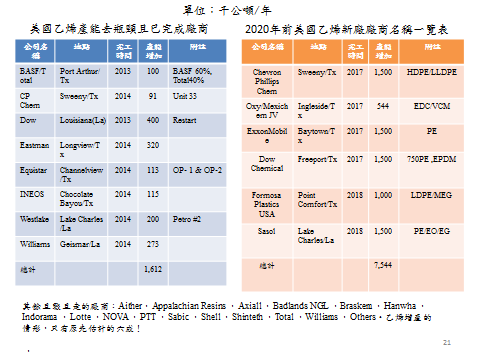 單位：千公噸/年
美國乙烯產能去瓶頸且已完成廠商
公司名稱 地點 完工時間 產能增加 附註
BASF/Total Port Arthur/Tx 2013 100 BASF 60%, Total40%
CP Chem Sweeny/Tx 2014 91 Unit 33
Dow Louisiana(La) 2013 400 Restart
Eastman Longview/Tx 2014 320
Equistar Channelview/Tx 2014 113 OP- 1 & OP-2
INEOS Chocolate Bayou/Tx 2014 115
Westlake Lake Charles/La 2014 200 Petro #2
Williams Geismar/La 2014 273
總計 1,612
2020年前美國乙烯新廠廠商名稱一覽表
公司名稱 地點 完工時間 產能增加 附註
Chevron Phillips Chem Sweeny/Tx 2017 1,500 HDPE/LLDPE
Oxy/Mexichem JV Ingleside/Tx 2017 544 EDC/VCM
ExxonMobile Baytown/Tx 2017 1,500 PE
Dow Chemical Freeport/Tx 2017 1,500 750PE ,EPDM
Formosa Plastics USA Point Comfort/Tx 2018 1,000 LDPE/MEG
Sasol Lake Charles/La 2018 1,500 PE/EO/EG
總計 7,544
其餘且戰且走的廠商：Aither，Appalachian Resins，Axiall，Badlands NGL，Braskem，Hanwha，
Indorama，Lotte，NOVA，PTT，Sabic，Shell，Shinteth，Total，Williams，Others。乙烯增產的
情形，只有原先估計的六成！
21